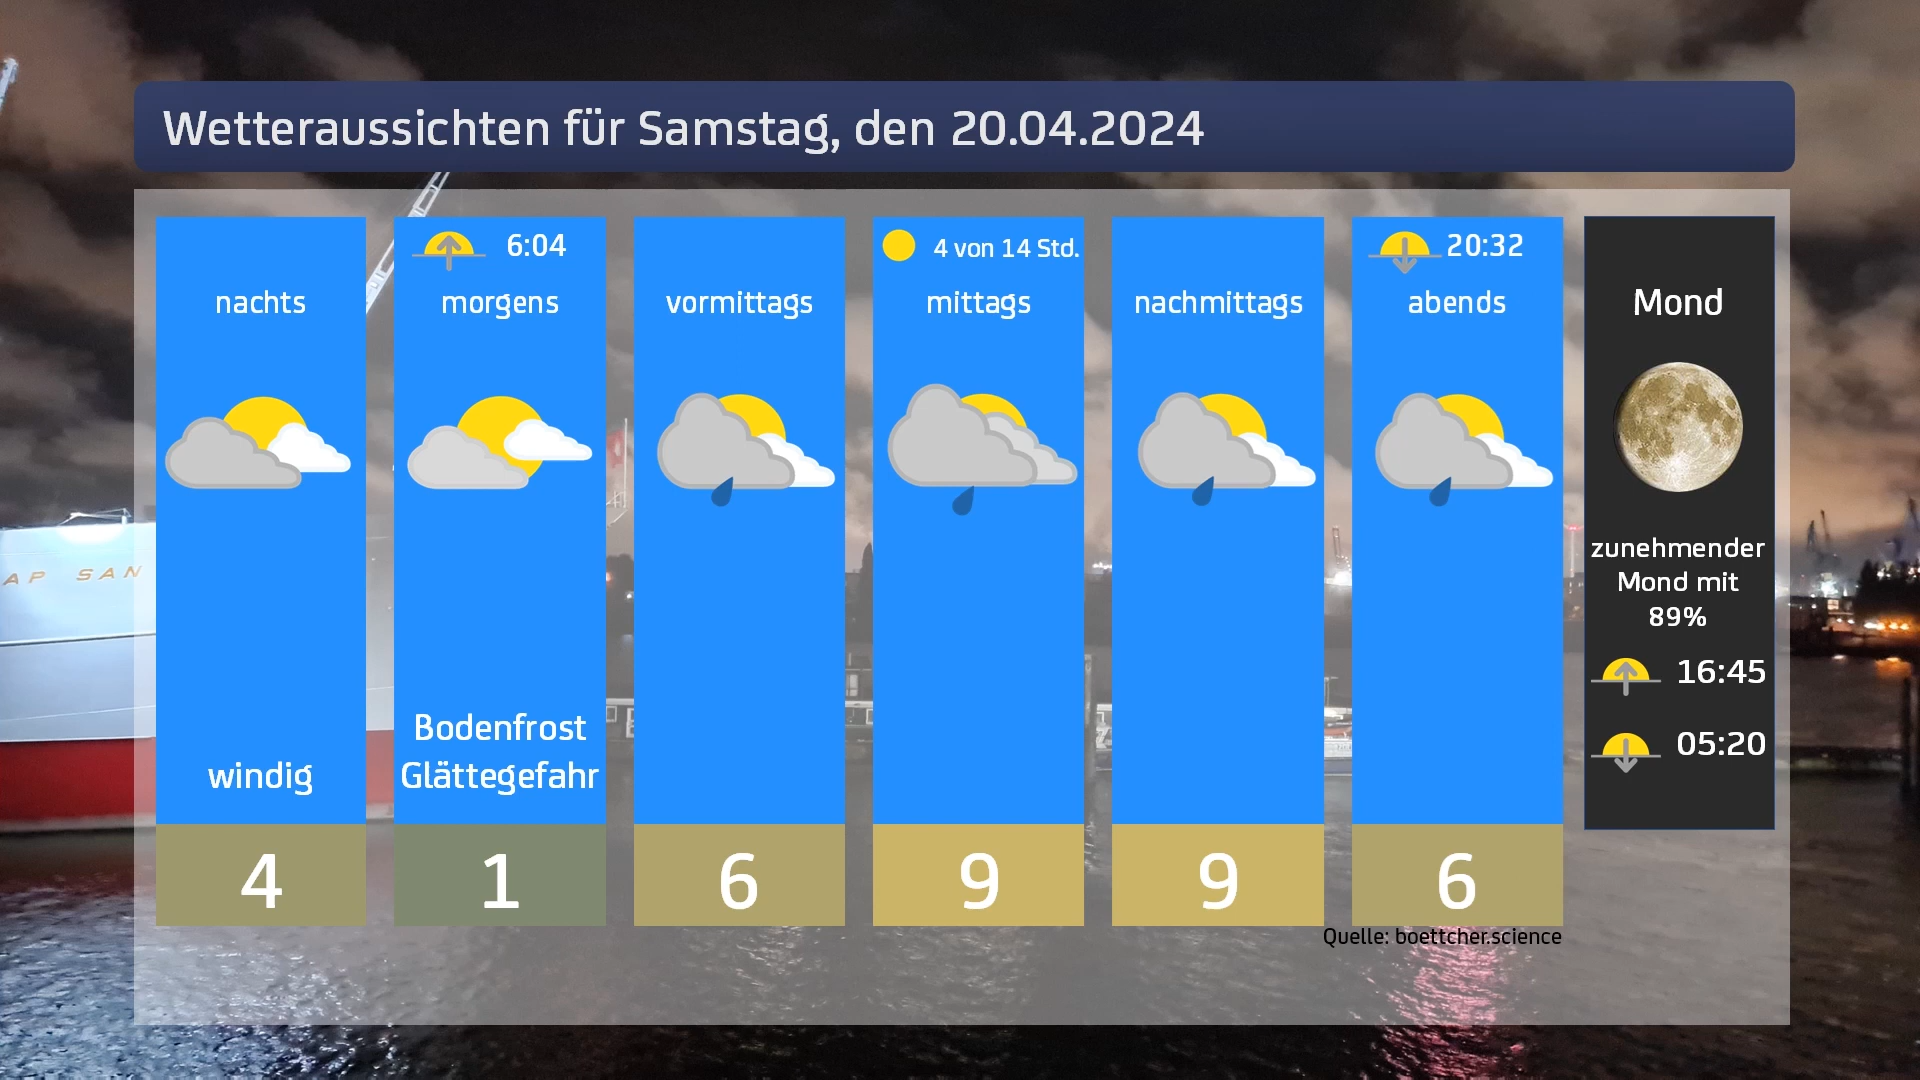 Wetteraussichten für Samstag, den 20.04.2024
nachts
windig
4
6:04
morgens
Bodenfrost
Glättegefahr
1
vormittags
6
4 von 14 Std.
mittags
9
nachmittags
9
20:32
abends
6
Mond
zunehmender
Mond mit
89%
16:45
05:20
Quelle: boettcher.science
AP SAN